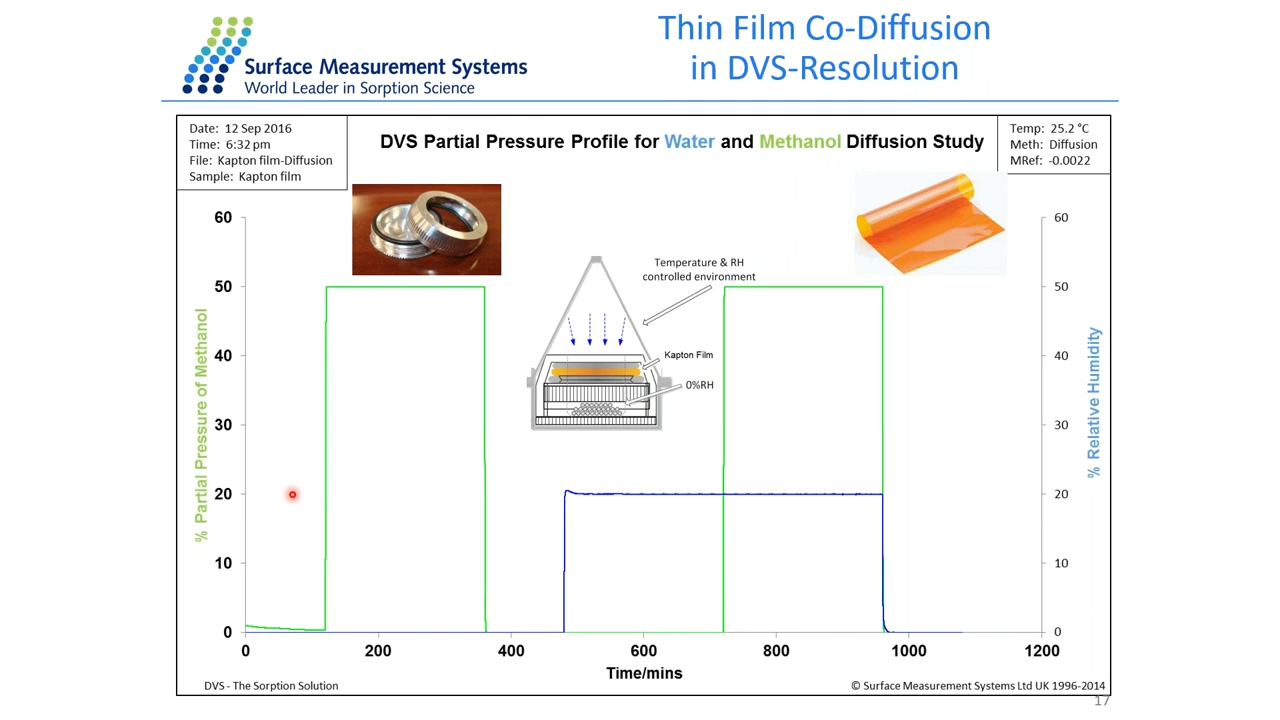 Thin Film Co-Diffusion
in DVS-Resolution
Surface Measurement Systems
World Leader in Sorption Science
Date: 12 Sep 2016
Time: 6:32 pm
File: Kapton film-Diffusion
Sample: Kapton film
DVS Partial Pressure Profile for Water and Methanol Diffusion Study
Temp: 25.2 °C
Meth: Diffusion
MRef: -0.0022
% Partial Pressure of Methanol
60
50
40
30
20
10
0
Temperature & RH
controlled environment
Kapton Film
0%RH
60
50
40
30
20
10
0
% Relative Humidity
0 200 400 600 800 1000 1200
Time/mins
DVS - The Sorption Solution
© Surface Measurement Systems Ltd UK 1996-2014
17